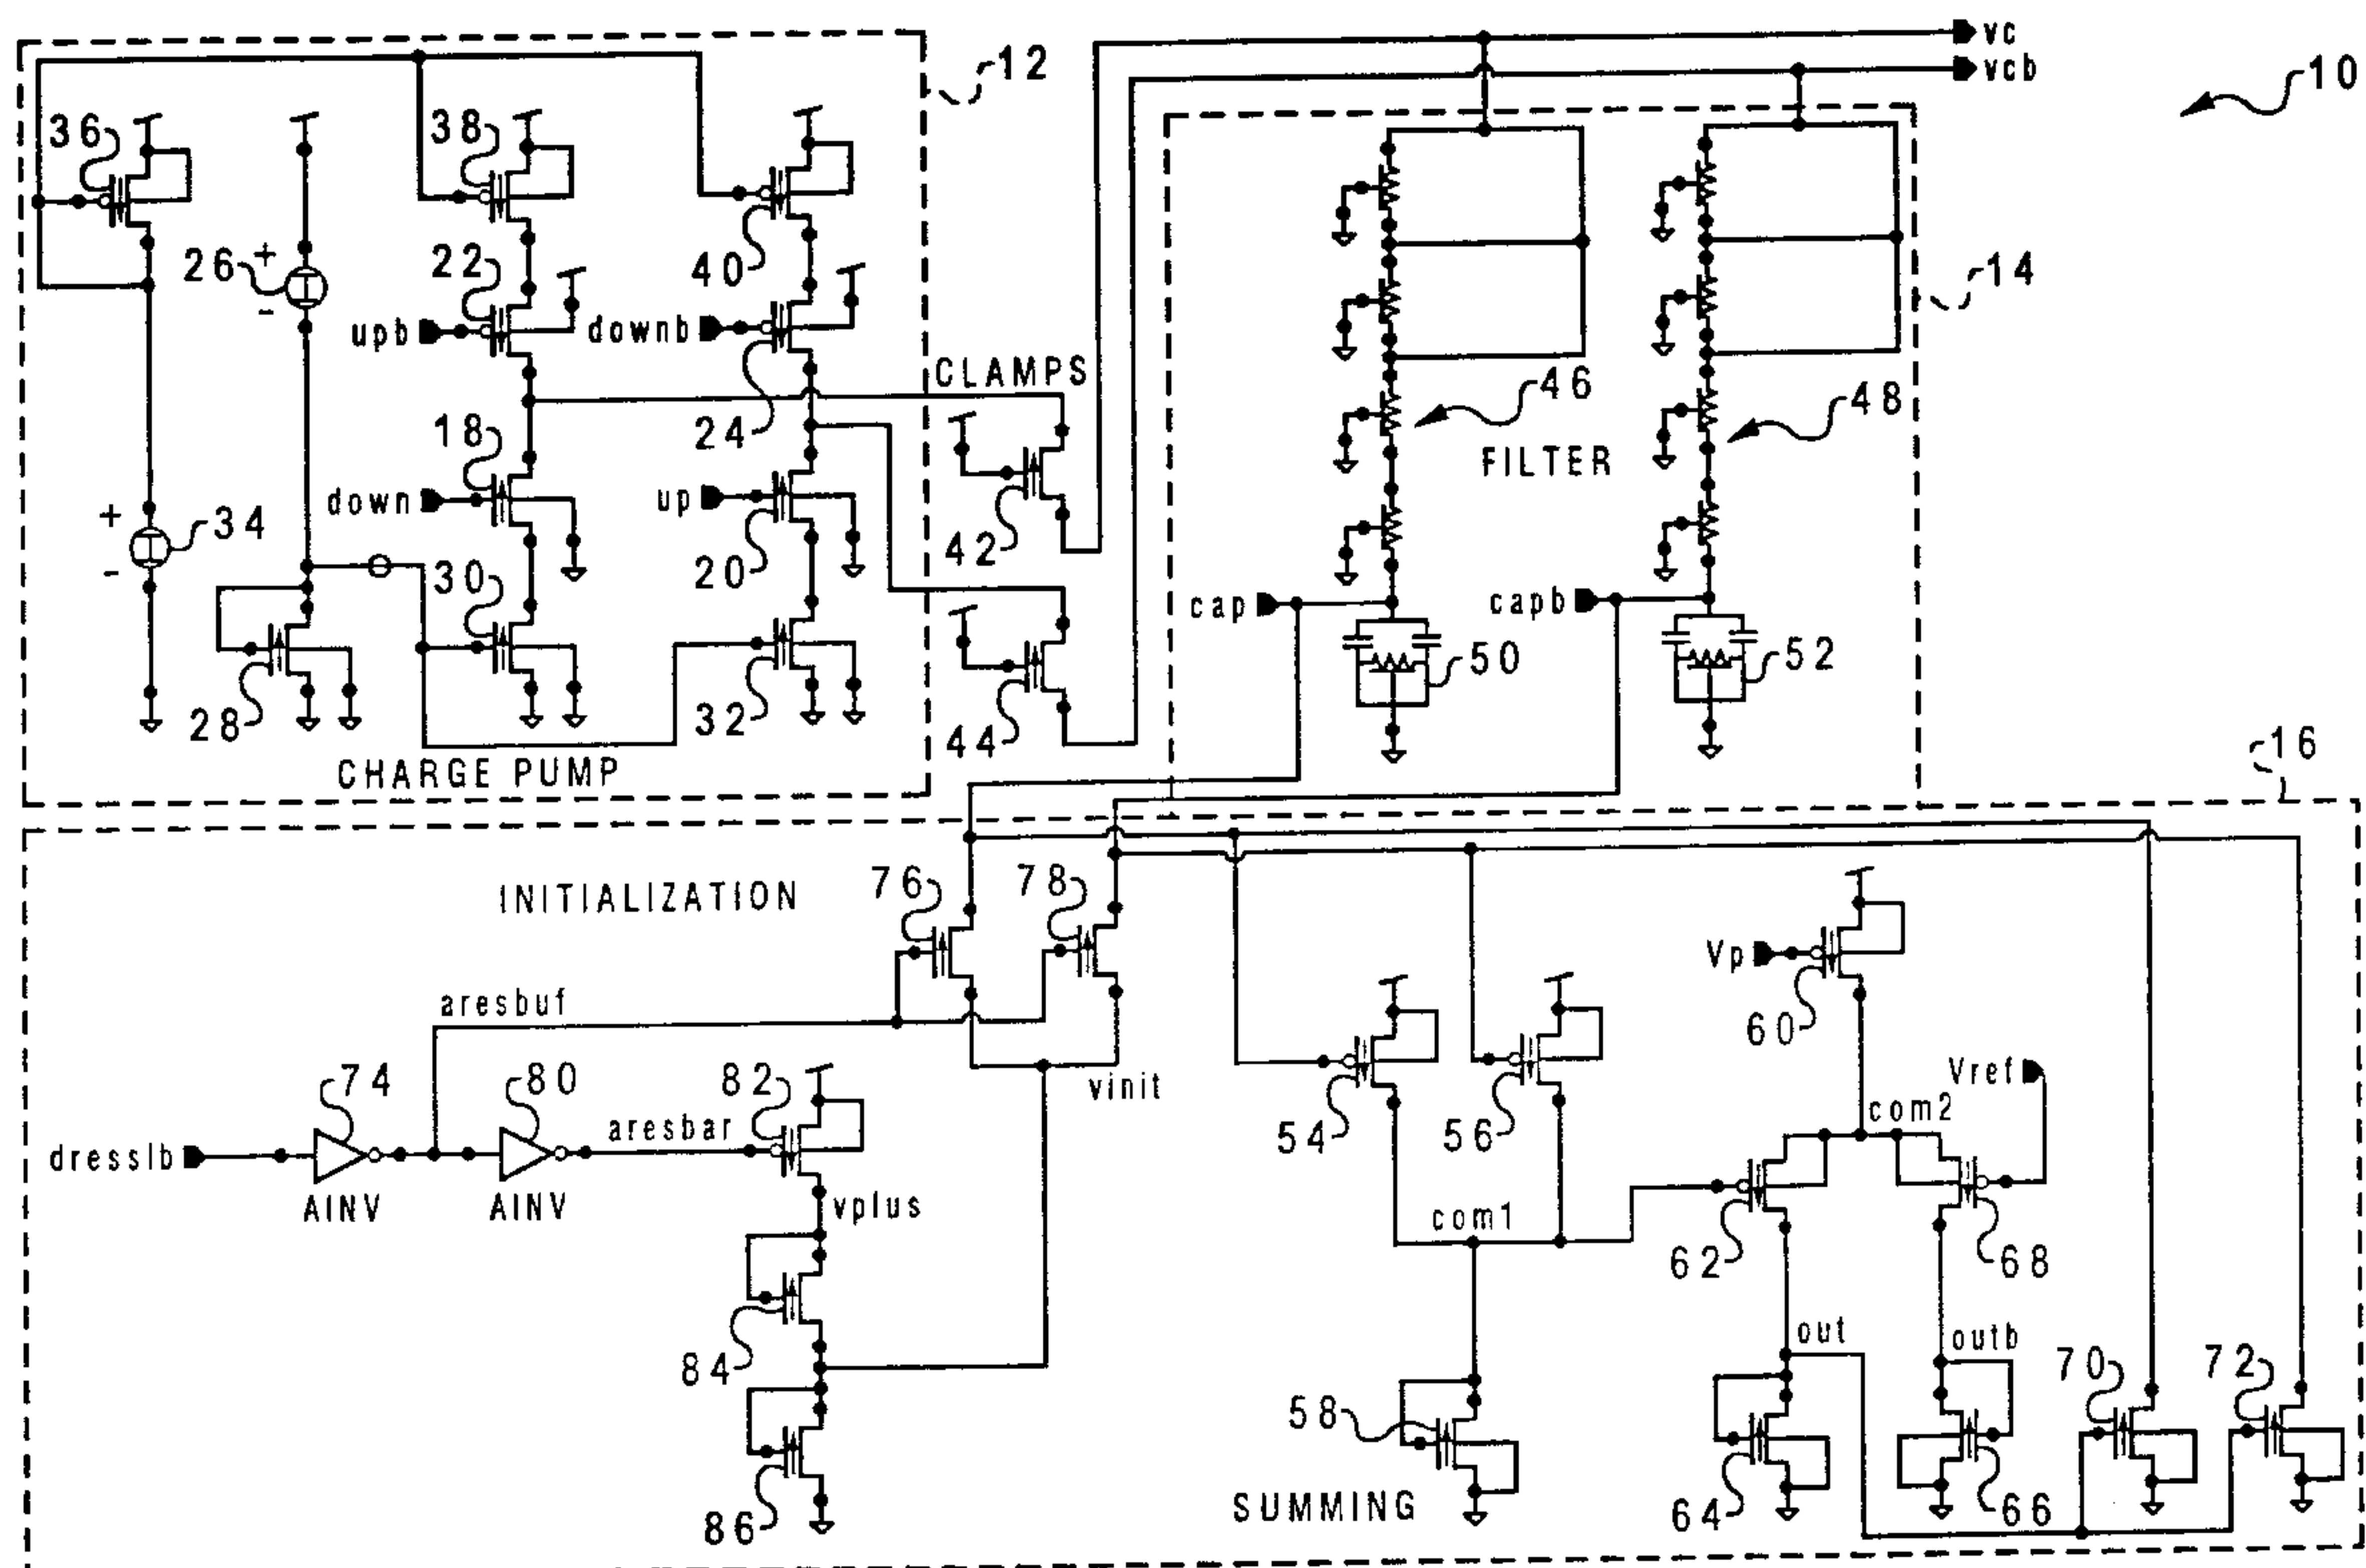 vc
vcb
12
10
36
38
26
+
-
22
40
14
upb
downb
CLAMPS
46
48
18
24
FILTER
down
up
+
34
-
42
20
30
cap
capb
50
52
28
32
44
CHARGE PUMP
16
INITIALIZATION
76
78
Vp
aresbuf
60
Vref
74
80
82
vinit
com2
dresslb
aresbar
54
56
AINV
AINV
vplus
com1
62
68
84
out
outb
70
72
58
86
SUMMING
64
66